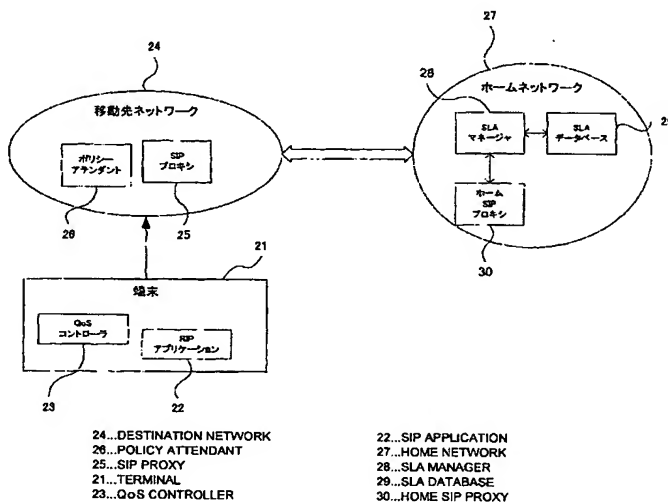 24
27
移動先ネットワーク
ホームネットワーク
28
SLA
マネージャ
SLA
データベース
29
ポリシー
アテンダント
SIP
プロキシ
26
25
ホーム
SIP
プロキシ
30
21
端末
QoS
コントローラ
SIP
アプリケーション
23
22
24...DESTINATION NETWORK
26...POLICY ATTENDANT
25...SIP PROXY
21...TERMINAL
23...QoS CONTROLLER
22...SIP APPLICATION
27...HOME NETWORK
28...SLA MANAGER
29...SLA DATABASE
30...HOME SIP PROXY